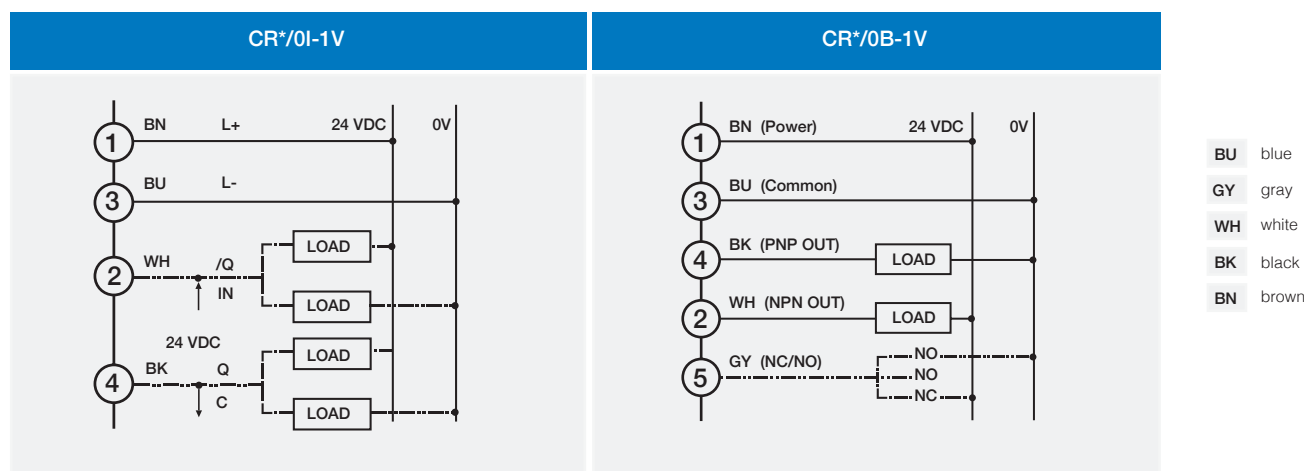 CR*/0I-1V
1 BN L+ 24 VDC 0V
3 BU L-
LOAD
2 WH /Q
IN
LOAD
24 VDC
LOAD
4 BK Q
C
LOAD
CR*/0B-1V
1 BN (Power) 24 VDC 0V
3 BU (Common)
4 BK (PNP OUT) LOAD
2 WH (NPN OUT) LOAD
5 GY (NC/NO) NO
NO
NC
BU blue
GY gray
WH white
BK black
BN brown